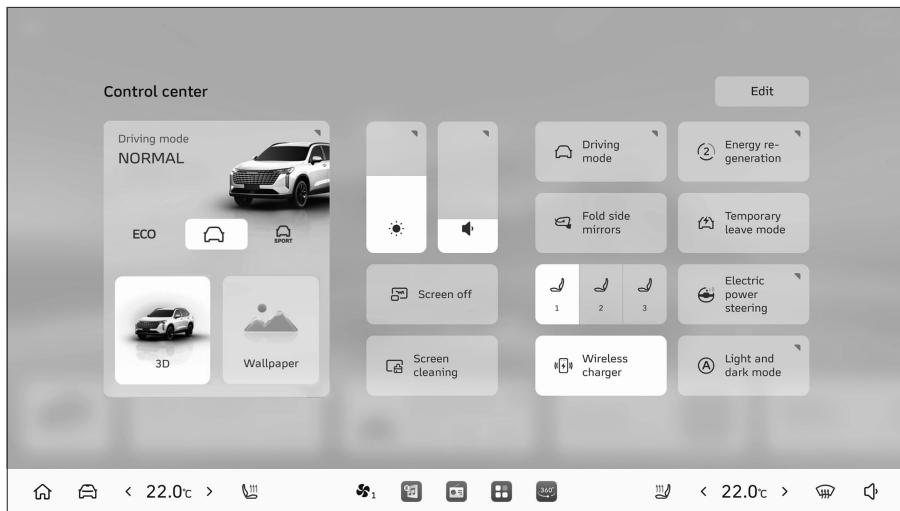 Control center
Edit
Driving mode
NORMAL
ECO
SPORT
3D
Wallpaper
Screen off
Screen
cleaning
Driving
mode
2
Energy re-
generation
Fold side
mirrors
Temporary
leave mode
1
2
3
Electric
power
steering
Wireless
charger
A
Light and
dark mode
22.0℃
1
360°
22.0℃